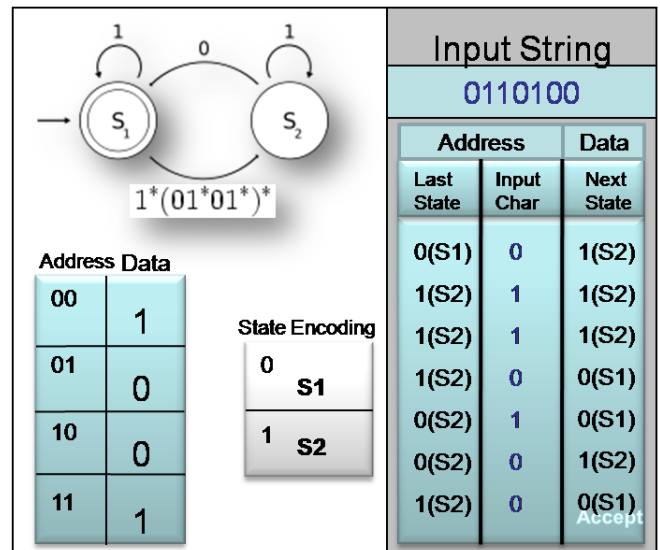 1 0 1
S1 S2
1*(01*01*)*
Address Data
00 1
01 0
10 0
11 1
State Encoding
0 S1
1 S2
Input String
0110100
Address Data
Last State Input Char Next State
0(S1) 0 1(S2)
1(S2) 1 1(S2)
1(S2) 1 1(S2)
1(S2) 0 0(S1)
0(S2) 1 0(S1)
0(S2) 0 1(S2)
1(S2) 0 0(S1)
Accept